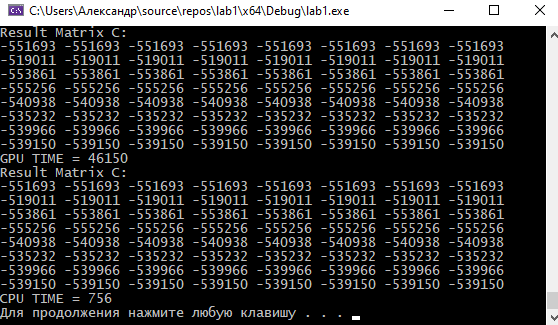 C:\Users\Александр\source\repos\lab1\x64\Debug\lab1.exe
Result Matrix C:
-551693 -551693 -551693 -551693 -551693 -551693 -551693 -551693
-519011 -519011 -519011 -519011 -519011 -519011 -519011 -519011
-553861 -553861 -553861 -553861 -553861 -553861 -553861 -553861
-555256 -555256 -555256 -555256 -555256 -555256 -555256 -555256
-540938 -540938 -540938 -540938 -540938 -540938 -540938 -540938
-535232 -535232 -535232 -535232 -535232 -535232 -535232 -535232
-539966 -539966 -539966 -539966 -539966 -539966 -539966 -539966
-539150 -539150 -539150 -539150 -539150 -539150 -539150 -539150
GPU TIME = 46150
Result Matrix C:
-551693 -551693 -551693 -551693 -551693 -551693 -551693 -551693
-519011 -519011 -519011 -519011 -519011 -519011 -519011 -519011
-553861 -553861 -553861 -553861 -553861 -553861 -553861 -553861
-555256 -555256 -555256 -555256 -555256 -555256 -555256 -555256
-540938 -540938 -540938 -540938 -540938 -540938 -540938 -540938
-535232 -535232 -535232 -535232 -535232 -535232 -535232 -535232
-539966 -539966 -539966 -539966 -539966 -539966 -539966 -539966
-539150 -539150 -539150 -539150 -539150 -539150 -539150 -539150
CPU TIME = 756
Для продолжения нажмите любую клавишу . . .